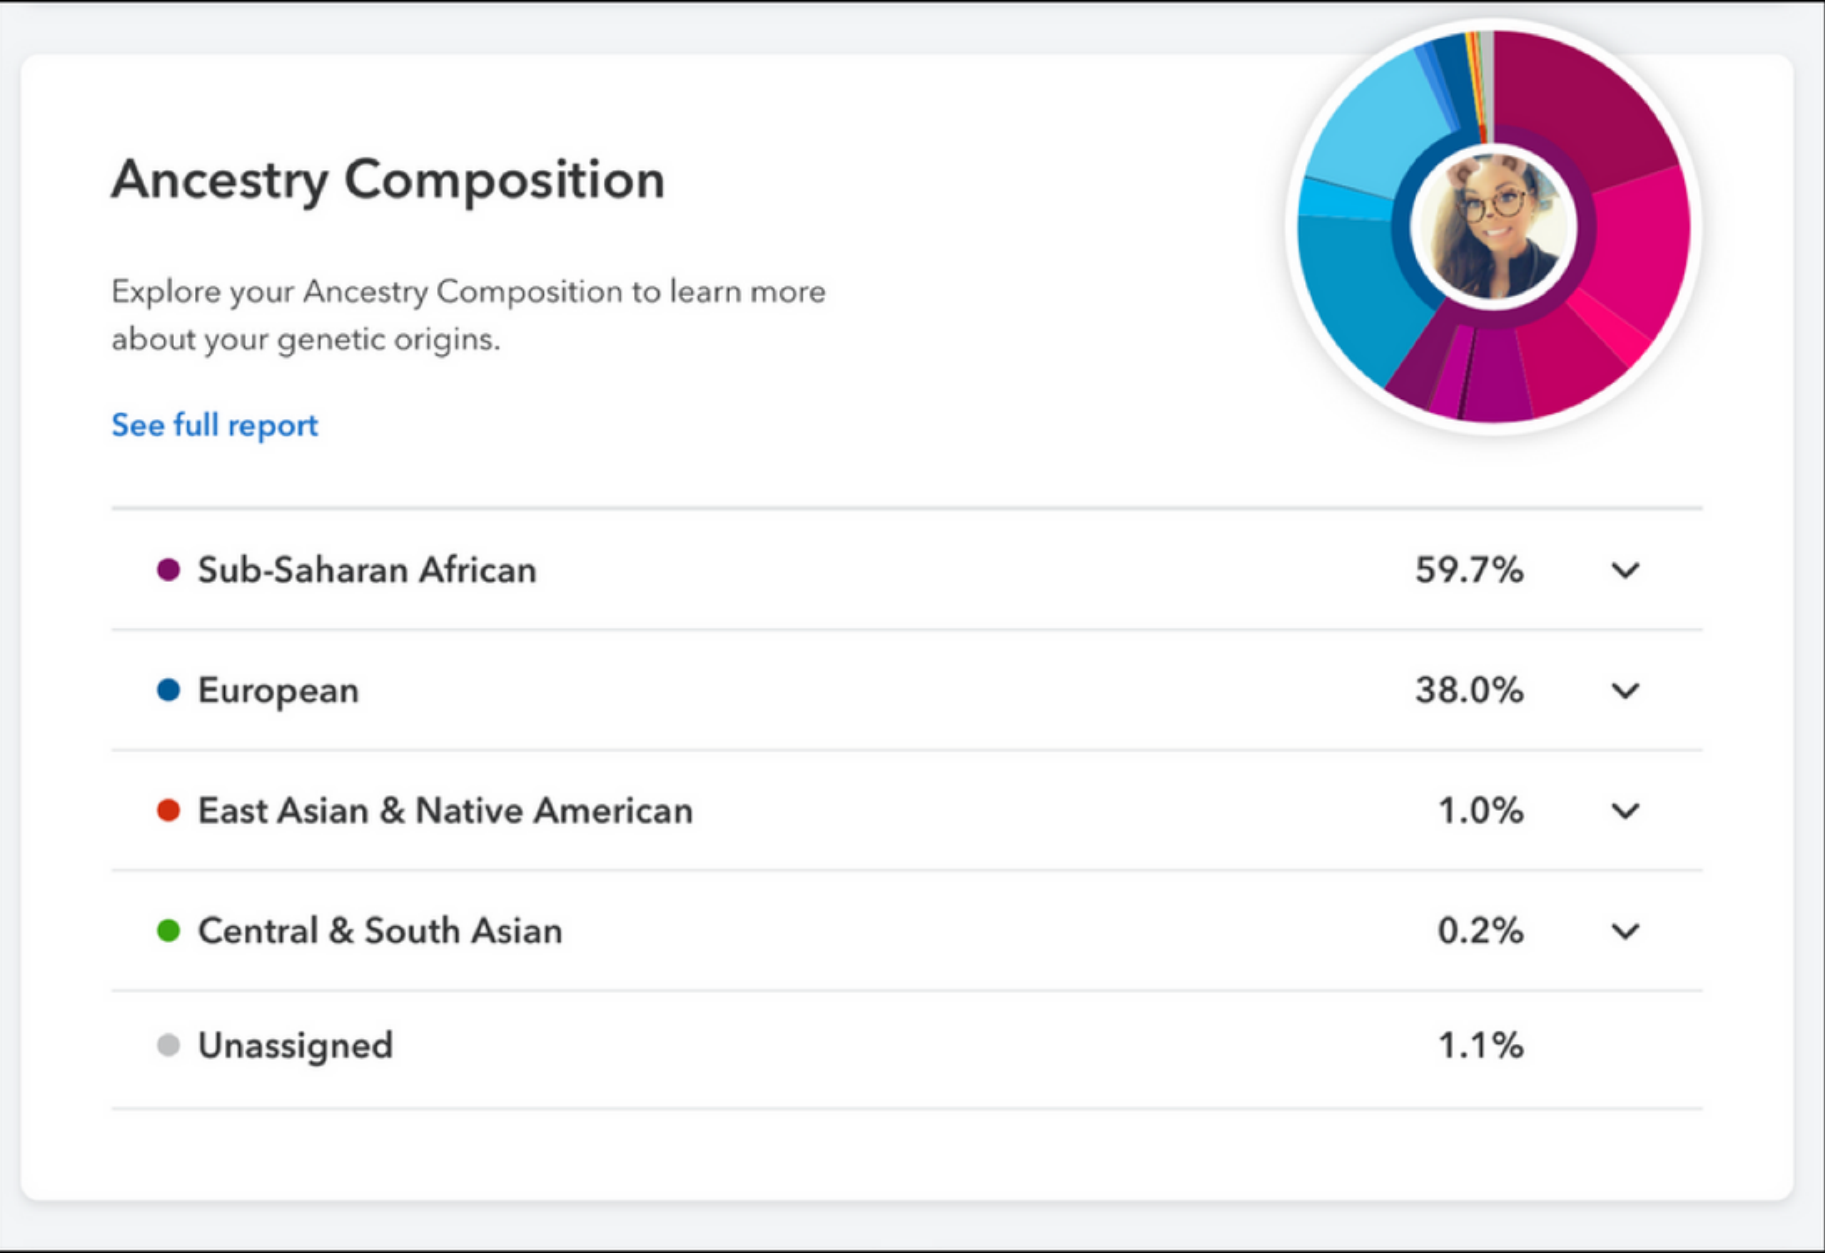 Ancestry Composition
Explore your Ancestry Composition to learn more
about your genetic origins.
See full report
Sub-Saharan African 59.7%
European 38.0%
East Asian & Native American 1.0%
Central & South Asian 0.2%
Unassigned 1.1%